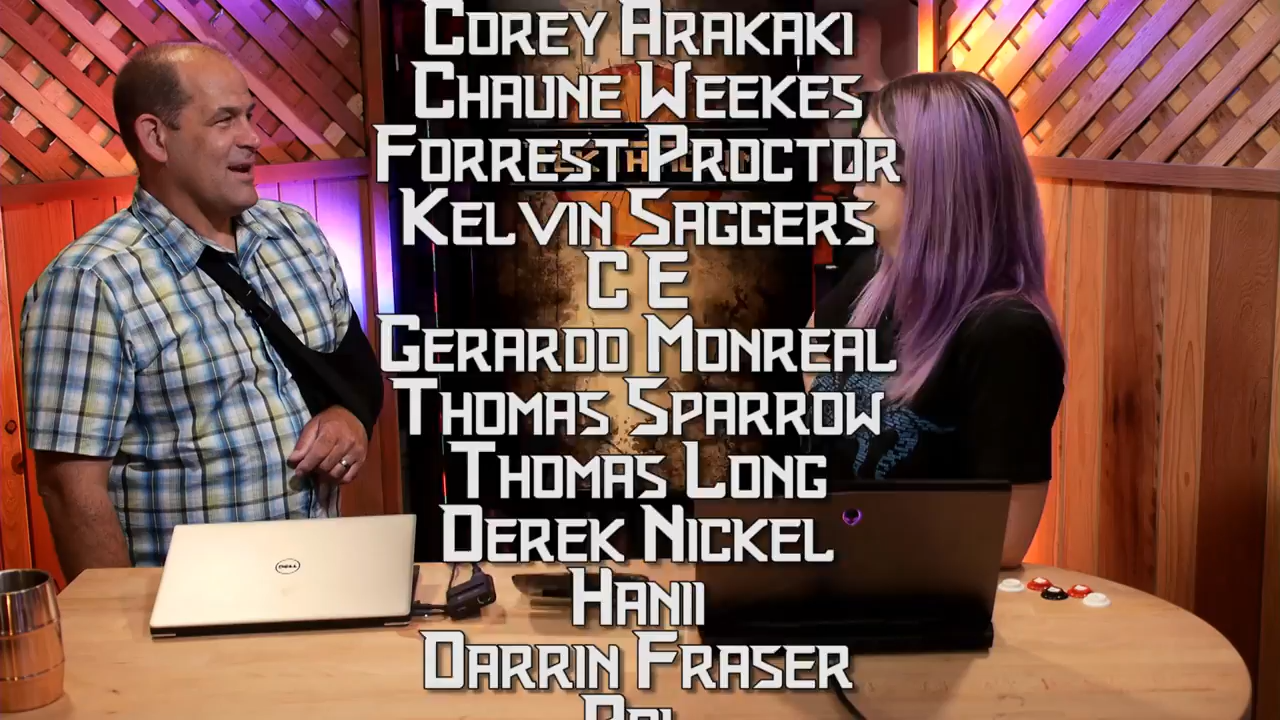 Corey Arakaki
Chaune Weekes
Forrest Proctor
Kelvin Saggers
C E
Gerardo Monreal
Thomas Sparrow
Thomas Long
Derek Nickel
Hanii
Darrin Fraser
DELL